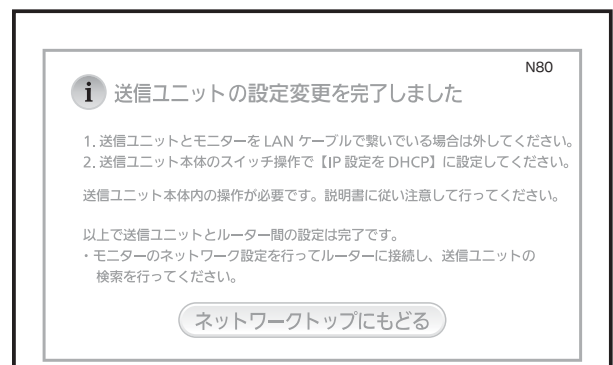 N80
i 送信ユニットの設定変更を完了しました
1. 送信ユニットとモニターを LAN ケーブルで繋いでいる場合は外してください。
2. 送信ユニット本体のスイッチ操作で【IP 設定を DHCP】に設定してください。
送信ユニット本体内の操作が必要です。説明書に従い注意して行ってください。
以上で送信ユニットとルーター間の設定は完了です。
・モニターのネットワーク設定を行ってルーターに接続し、送信ユニットの
検索を行ってください。
ネットワークトップにもどる